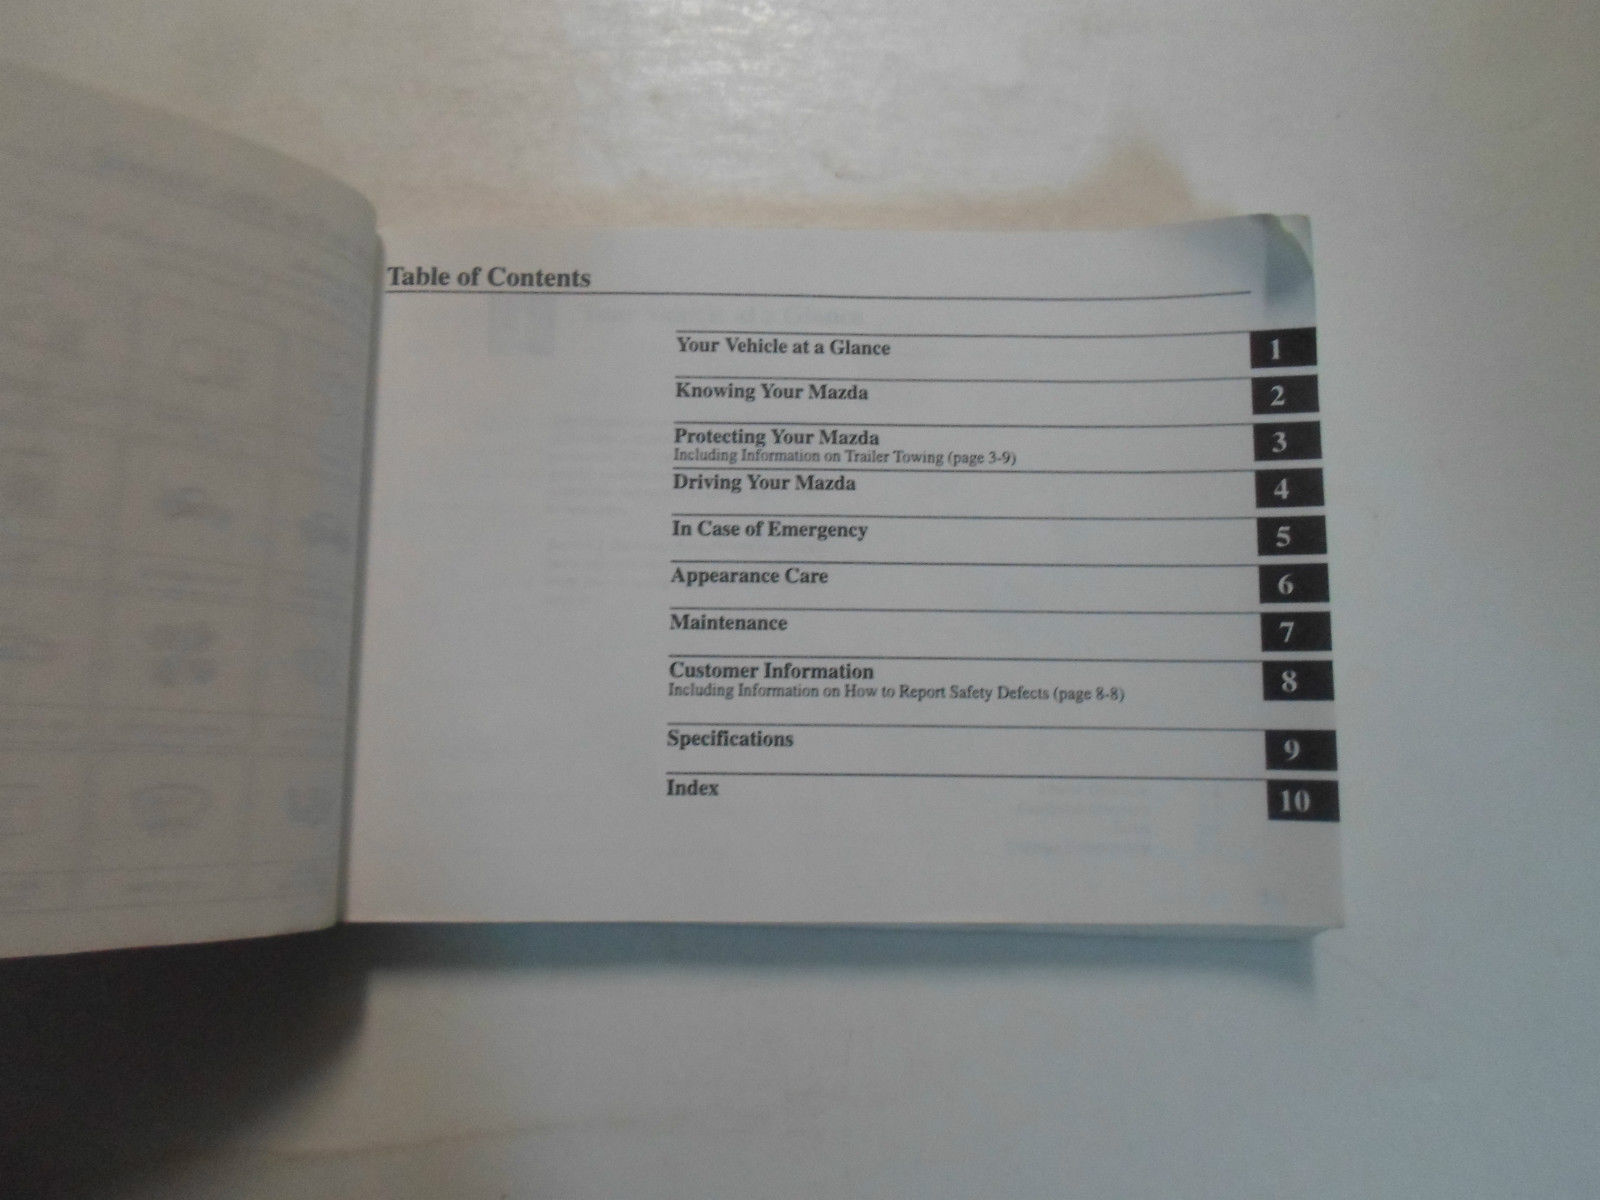 Table of Contents
Your Vehicle at a Glance 1
Knowing Your Mazda 2
Protecting Your Mazda 3
Including Information on Trailer Towing (page 3-9)
Driving Your Mazda 4
In Case of Emergency 5
Appearance Care 6
Maintenance 7
Customer Information 8
Including Information on How to Report Safety Defects (page 8-8)
Specifications 9
Index 10